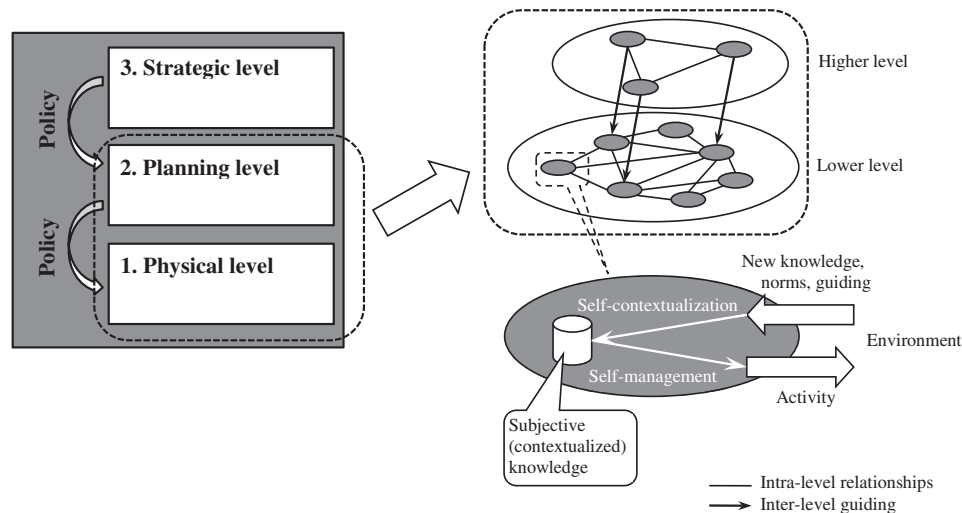 3. Strategic level
Policy
2. Planning level
Policy
1. Physical level
Higher level
Lower level
New knowledge,
norms, guiding
Self-contextualization
Environment
Self-management
Activity
Subjective
(contextualized)
knowledge
Intra-level relationships
Inter-level guiding